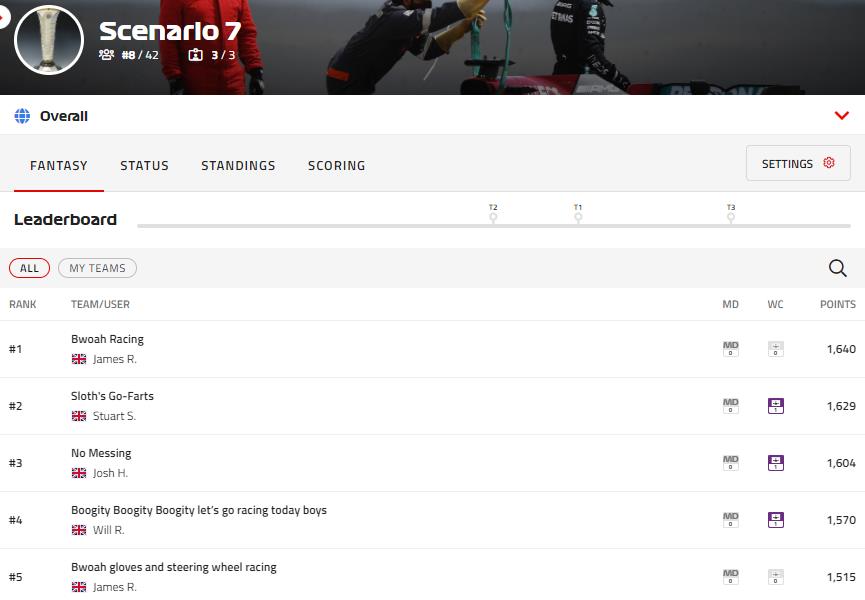 Scenario 7
#8 / 42 3 / 3
Overall
FANTASY STATUS STANDINGS SCORING SETTINGS
Leaderboard
T2 T1 T3
ALL MY TEAMS
RANK TEAM/USER MD WC POINTS
#1 Bwoah Racing MD 0 0 1,640
James R.
#2 Sloth's Go-Farts MD 0 1 1,629
Stuart S.
#3 No Messing MD 0 1 1,604
Josh H.
#4 Boogity Boogity Boogity let's go racing today boys MD 0 1 1,570
Will R.
#5 Bwoah gloves and steering wheel racing MD 0 0 1,515
James R.